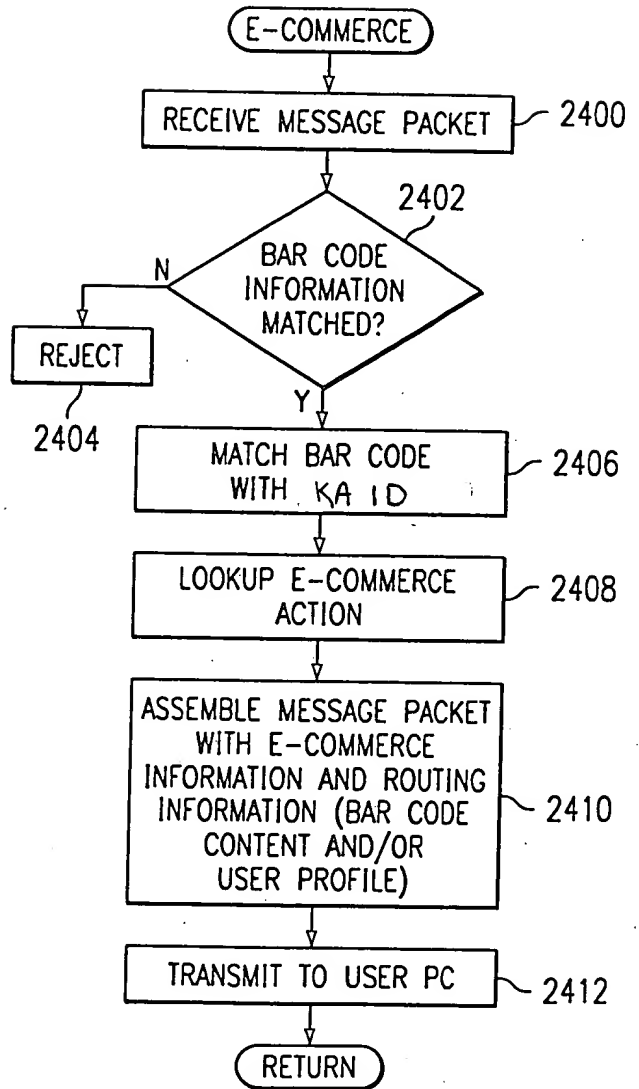 E-COMMERCE
RECEIVE MESSAGE PACKET
2400
2402
BAR CODE
INFORMATION
MATCHED?
N
REJECT
2404
Y
MATCH BAR CODE
WITH KA ID
2406
LOOKUP E-COMMERCE
ACTION
2408
ASSEMBLE MESSAGE PACKET
WITH E-COMMERCE
INFORMATION AND ROUTING
INFORMATION (BAR CODE
CONTENT AND/OR
USER PROFILE)
2410
TRANSMIT TO USER PC
2412
RETURN